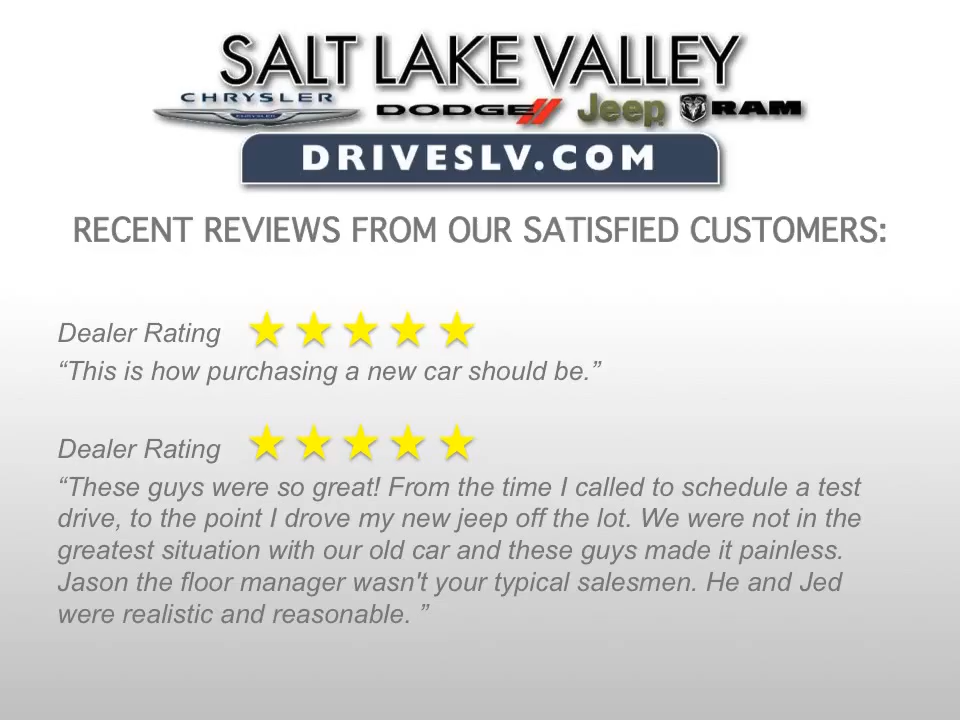 SALT LAKE VALLEY
CHRYSLER DODGE Jeep RAM
CHRYSLER
DRIVESLV.COM
RECENT REVIEWS FROM OUR SATISFIED CUSTOMERS:
Dealer Rating
“This is how purchasing a new car should be.”
Dealer Rating
“These guys were so great! From the time I called to schedule a test
drive, to the point I drove my new jeep off the lot. We were not in the
greatest situation with our old car and these guys made it painless.
Jason the floor manager wasn't your typical salesmen. He and Jed
were realistic and reasonable. ”